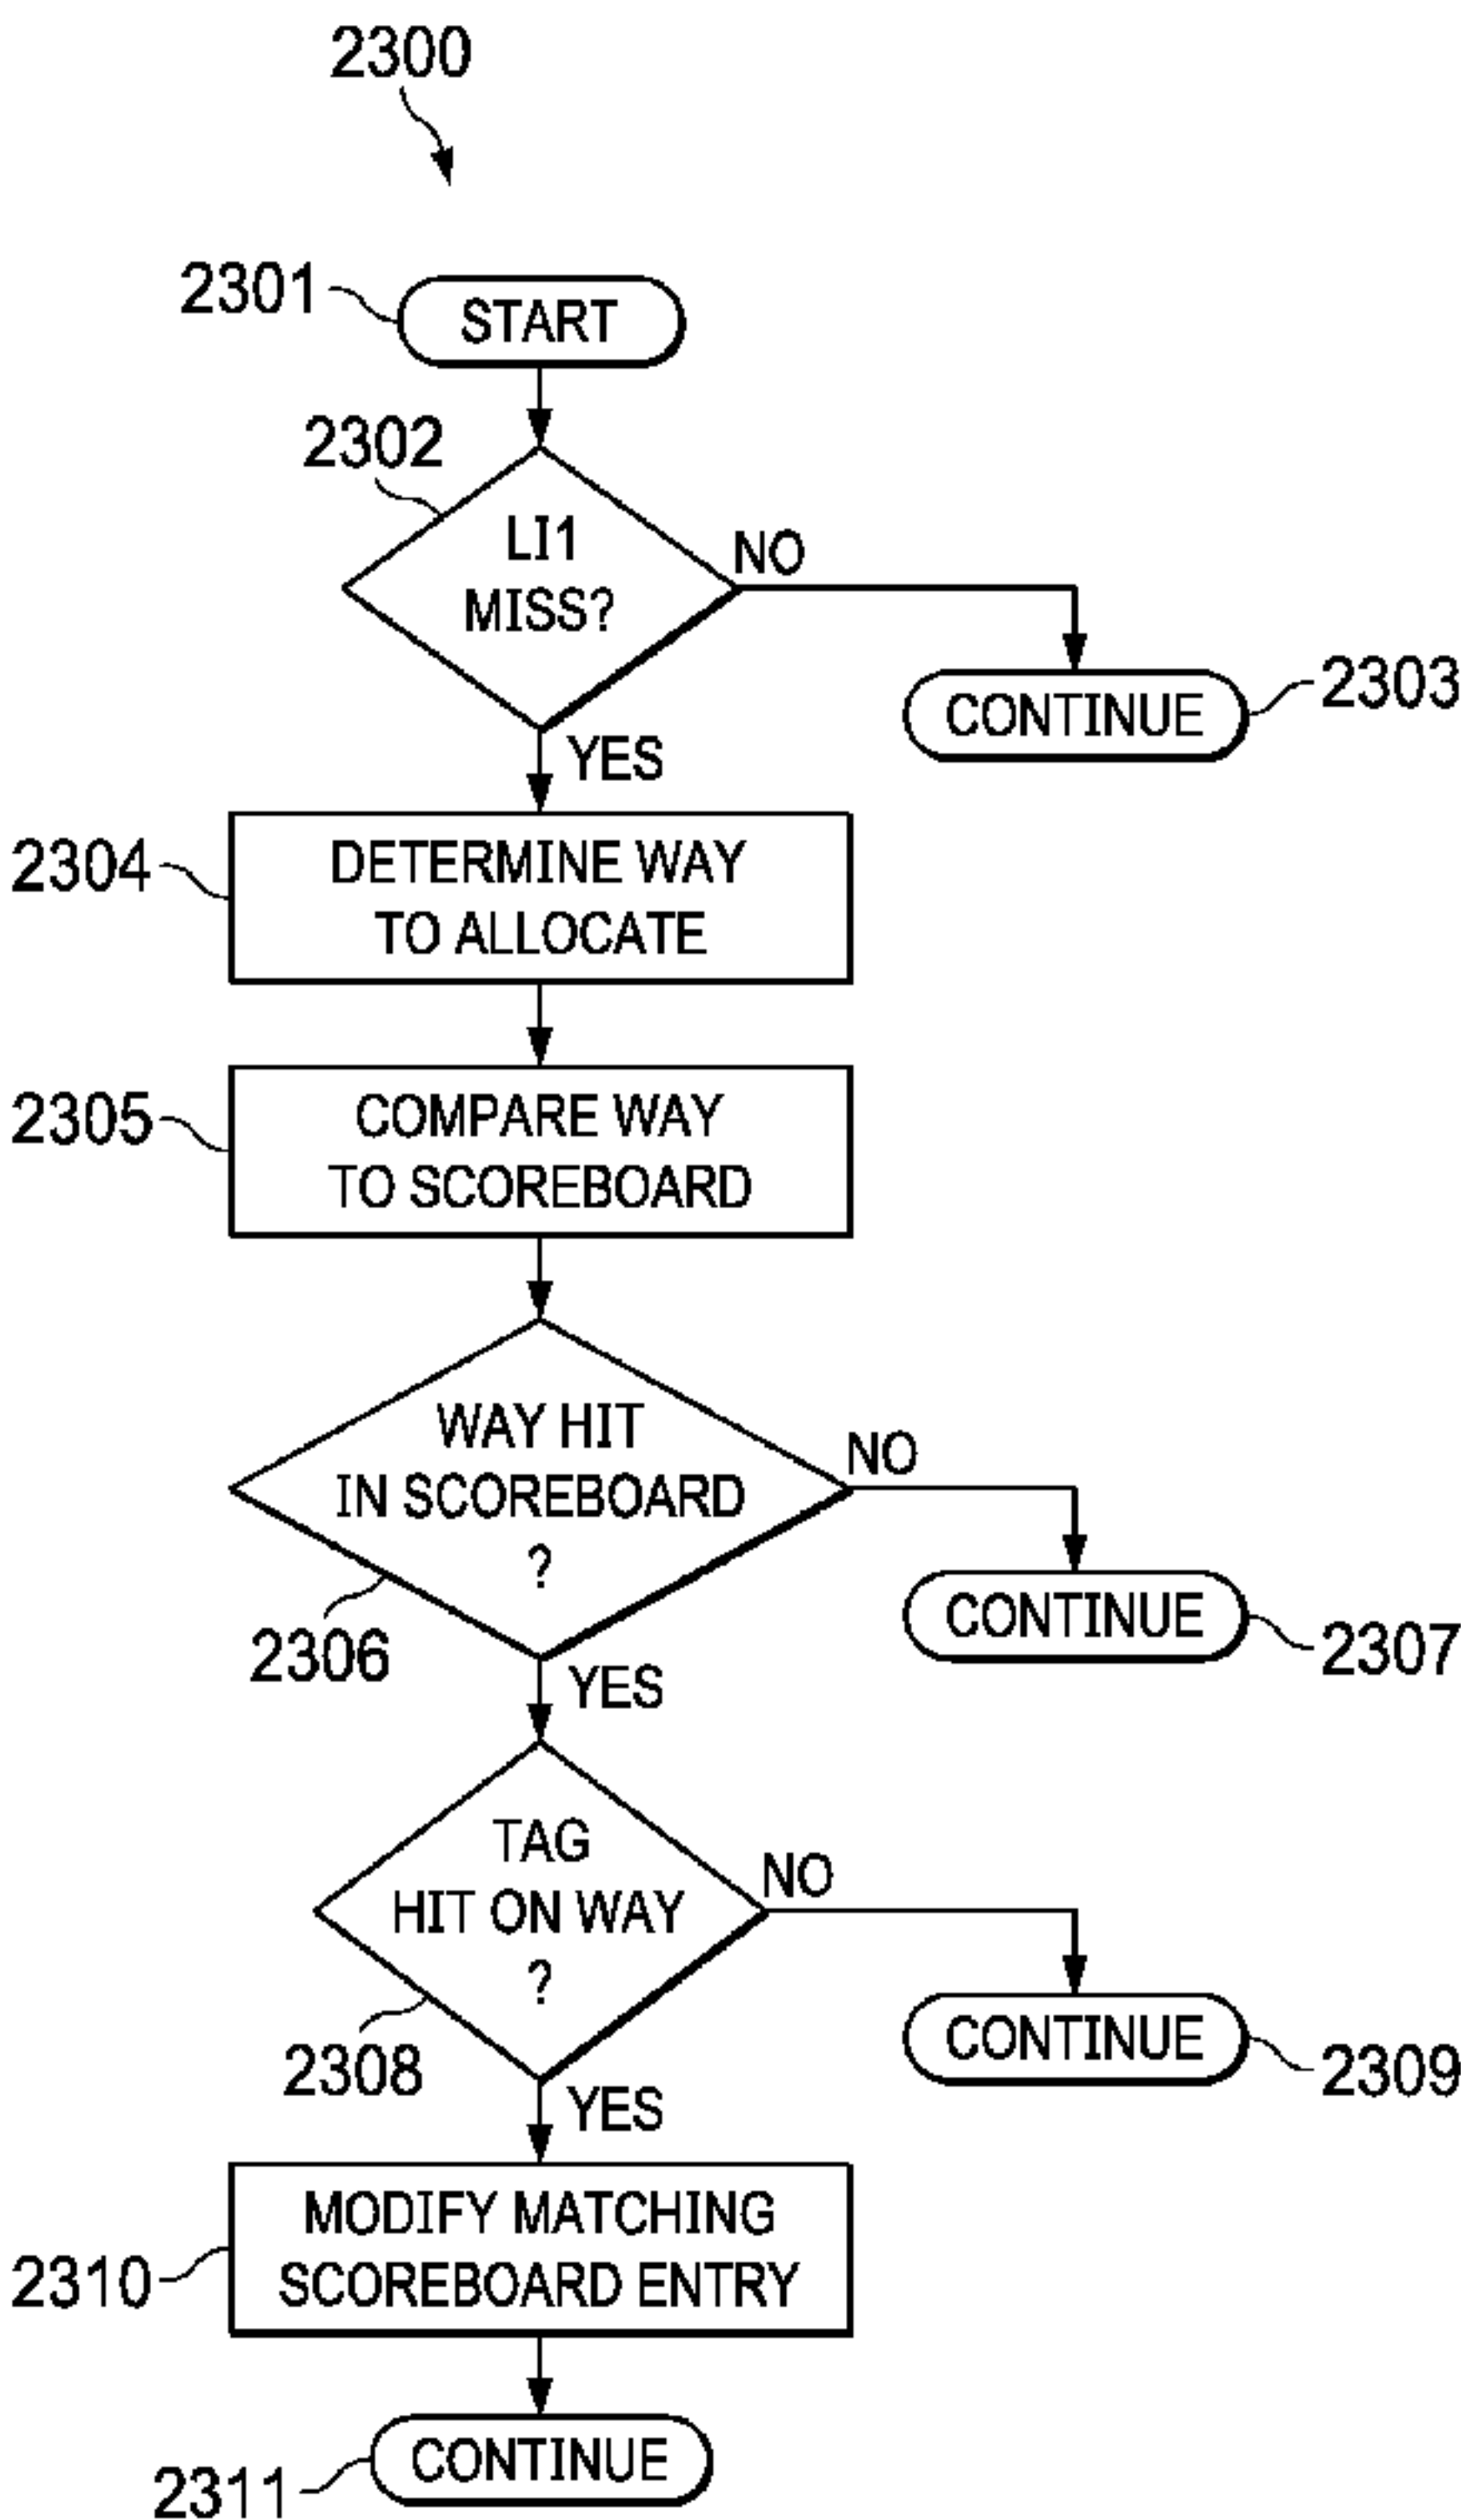 2300
2301
START
2302
LI1
MISS?
NO
2303
CONTINUE
YES
2304
DETERMINE WAY
TO ALLOCATE
2305
COMPARE WAY
TO SCOREBOARD
WAY HIT
IN SCOREBOARD
?
NO
2306
CONTINUE
2307
YES
TAG
HIT ON WAY
?
NO
2308
CONTINUE
2309
YES
2310
MODIFY MATCHING
SCOREBOARD ENTRY
2311
CONTINUE